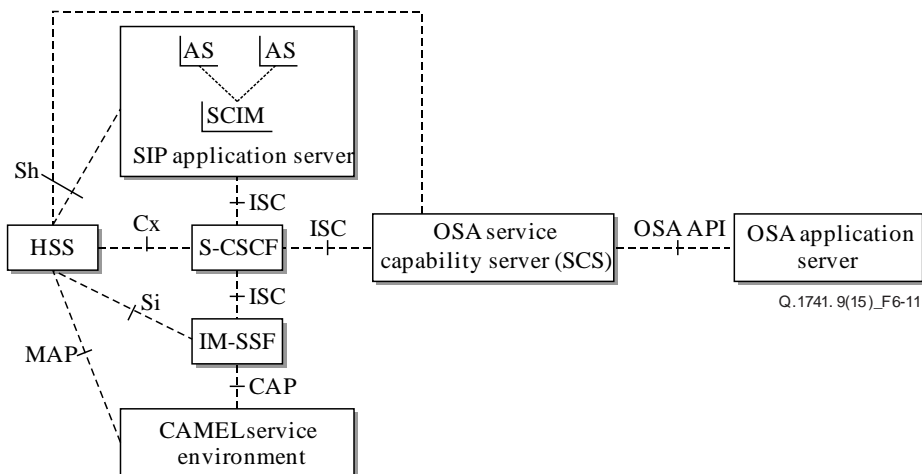 AS
AS
SCIM
SIP application server
Sh
ISC
Cx
ISC
OSA API
HSS
S-CSCF
OSA service
capability server (SCS)
OSA application
server
Q.1741.9(15)_F6-11
ISC
Si
IM-SSF
MAP
CAP
CAMEL service
environment